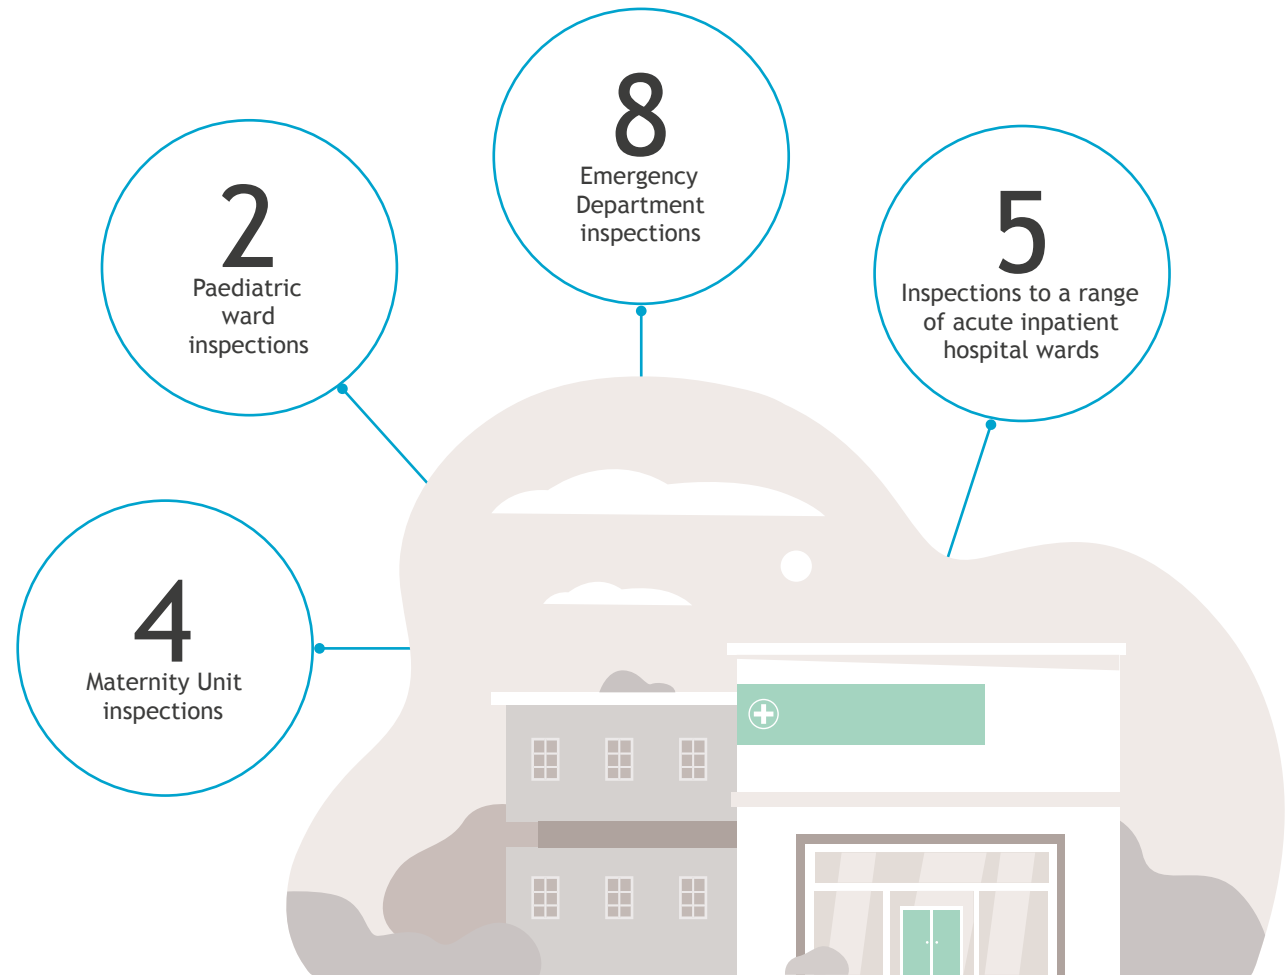 8
Emergency
Department
inspections
2
Paediatric
ward
inspections
5
Inspections to a range
of acute inpatient
hospital wards
4
Maternity Unit
inspections